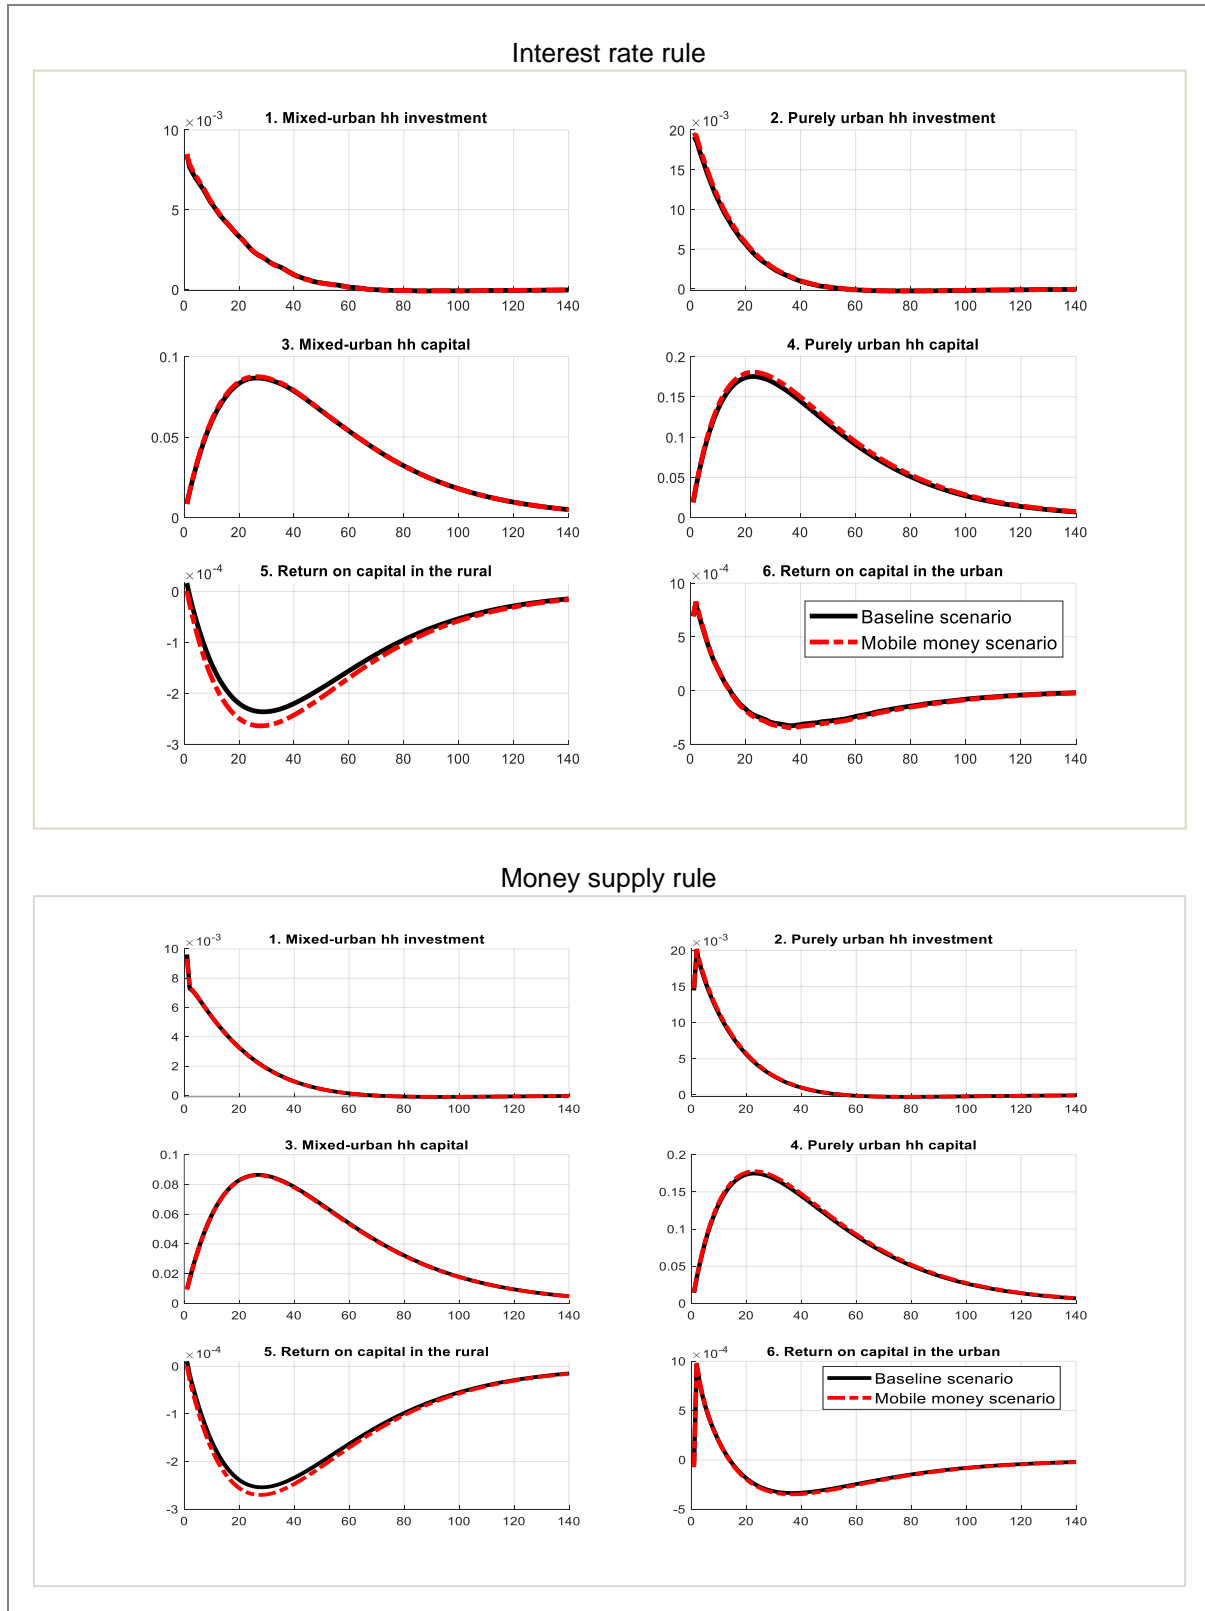 Interest rate rule
1. Mixed-urban hh investment
×10⁻³
10
5
0
0 20 40 60 80 100 120 140
2. Purely urban hh investment
×10⁻³
20
15
10
5
0
0 20 40 60 80 100 120 140
3. Mixed-urban hh capital
0.1
0.05
0
0 20 40 60 80 100 120 140
4. Purely urban hh capital
0.2
0.15
0.1
0.05
0
0 20 40 60 80 100 120 140
5. Return on capital in the rural
×10⁻⁴
0
-1
-2
-3
0 20 40 60 80 100 120 140
6. Return on capital in the urban
×10⁻⁴
10
5
0
-5
0 20 40 60 80 100 120 140
Baseline scenario
Mobile money scenario
Money supply rule
1. Mixed-urban hh investment
×10⁻³
10
8
6
4
2
0
0 20 40 60 80 100 120 140
2. Purely urban hh investment
×10⁻³
20
15
10
5
0
0 20 40 60 80 100 120 140
3. Mixed-urban hh capital
0.1
0.08
0.06
0.04
0.02
0
0 20 40 60 80 100 120 140
4. Purely urban hh capital
0.2
0.15
0.1
0.05
0
0 20 40 60 80 100 120 140
5. Return on capital in the rural
×10⁻⁴
0
-1
-2
-3
0 20 40 60 80 100 120 140
6. Return on capital in the urban
×10⁻⁴
10
5
0
-5
0 20 40 60 80 100 120 140
Baseline scenario
Mobile money scenario